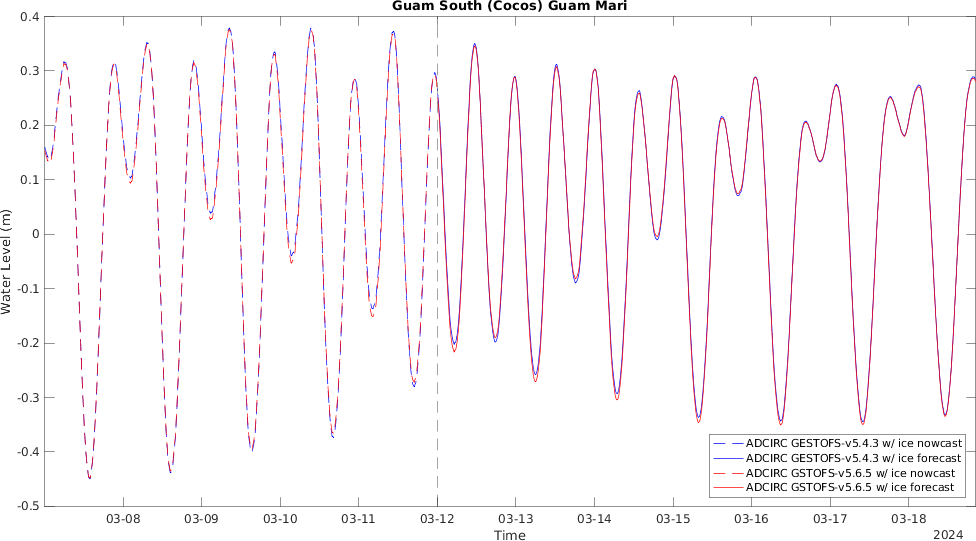 Guam South (Cocos) Guam Mari
0.4
0.3
0.2
0.1
0
-0.1
-0.2
-0.3
-0.4
-0.5
Water Level (m)
ADCIRC GESTOFS-v5.4.3 w/ ice nowcast
ADCIRC GESTOFS-v5.4.3 w/ ice forecast
ADCIRC GSTOFS-v5.6.5 w/ ice nowcast
ADCIRC GSTOFS-v5.6.5 w/ ice forecast
03-08 03-09 03-10 03-11 03-12 03-13 03-14 03-15 03-16 03-17 03-18
Time
2024